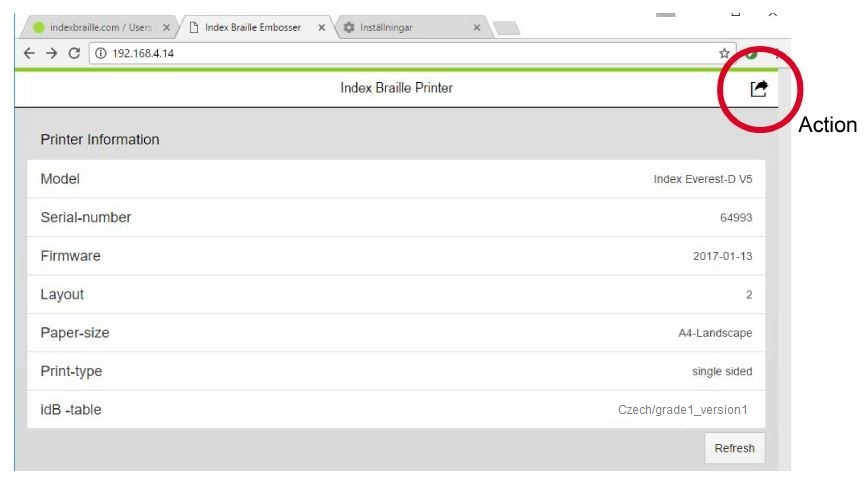 indexbraille.com / Users
Index Braille Embosser
Inställningar
192.168.4.14
Index Braille Printer
Action
Printer Information
Model Index Everest-D V5
Serial-number 64993
Firmware 2017-01-13
Layout 2
Paper-size A4-Landscape
Print-type single sided
idB -table Czech/grade1_version1
Refresh